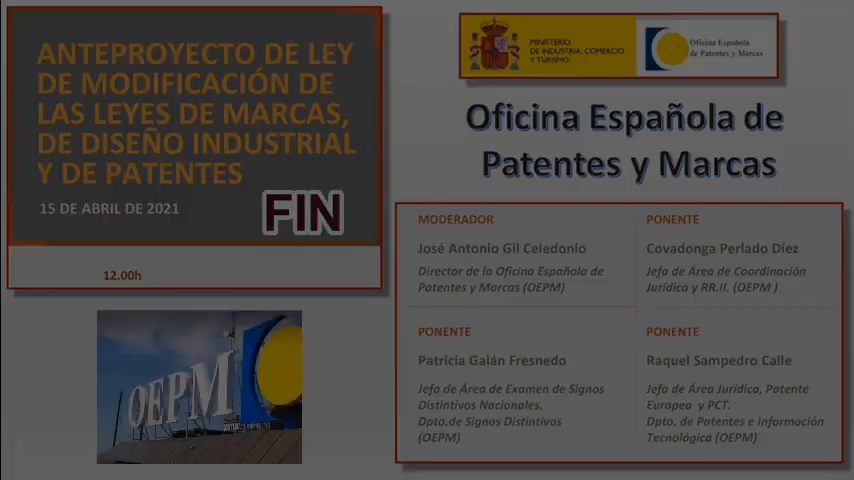 ANTEPROYECTO DE LEY
DE MODIFICACIÓN DE
LAS LEYES DE MARCAS,
DE DISEÑO INDUSTRIAL
Y DE PATENTES
15 DE ABRIL DE 2021
FIN
12.00h
OEPM
MINISTERIO
DE INDUSTRIA, COMERCIO
Y TURISMO
Oficina Española
de Patentes y Marcas
Oficina Española de
Patentes y Marcas
MODERADOR
José Antonio Gil Celedonio
Director de la Oficina Española de
Patentes y Marcas (OEPM)
PONENTE
Covadonga Perlado Díez
Jefa de Área de Coordinación
Jurídica y RR.II. (OEPM )
PONENTE
Patricia Galán Fresnedo
Jefa de Área de Examen de Signos
Distintivos Nacionales.
Dpto.de Signos Distintivos
(OEPM)
PONENTE
Raquel Sampedro Calle
Jefa de Área Jurídica, Patente
Europea y PCT.
Dpto. de Patentes e Información
Tecnológica (OEPM)